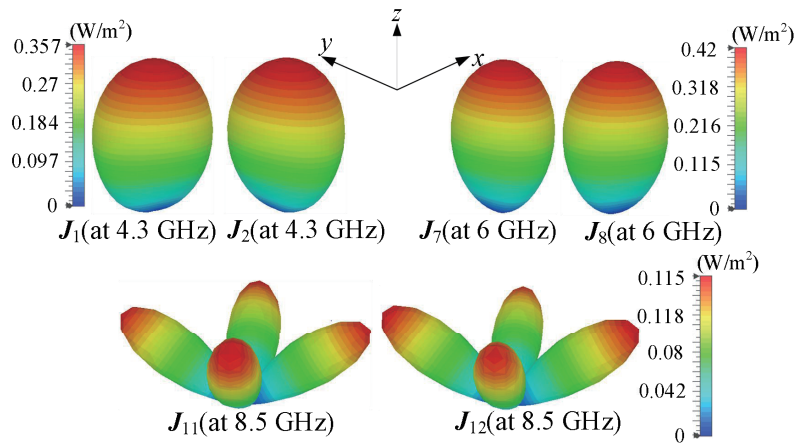 (W/m²)
0.357
0.27
0.184
0.097
0
z
y
x
(W/m²)
0.42
0.318
0.216
0.115
0
J₁(at 4.3 GHz)
J₂(at 4.3 GHz)
J₇(at 6 GHz)
J₈(at 6 GHz)
(W/m²)
0.115
0.118
0.08
0.042
0
J₁₁(at 8.5 GHz)
J₁₂(at 8.5 GHz)